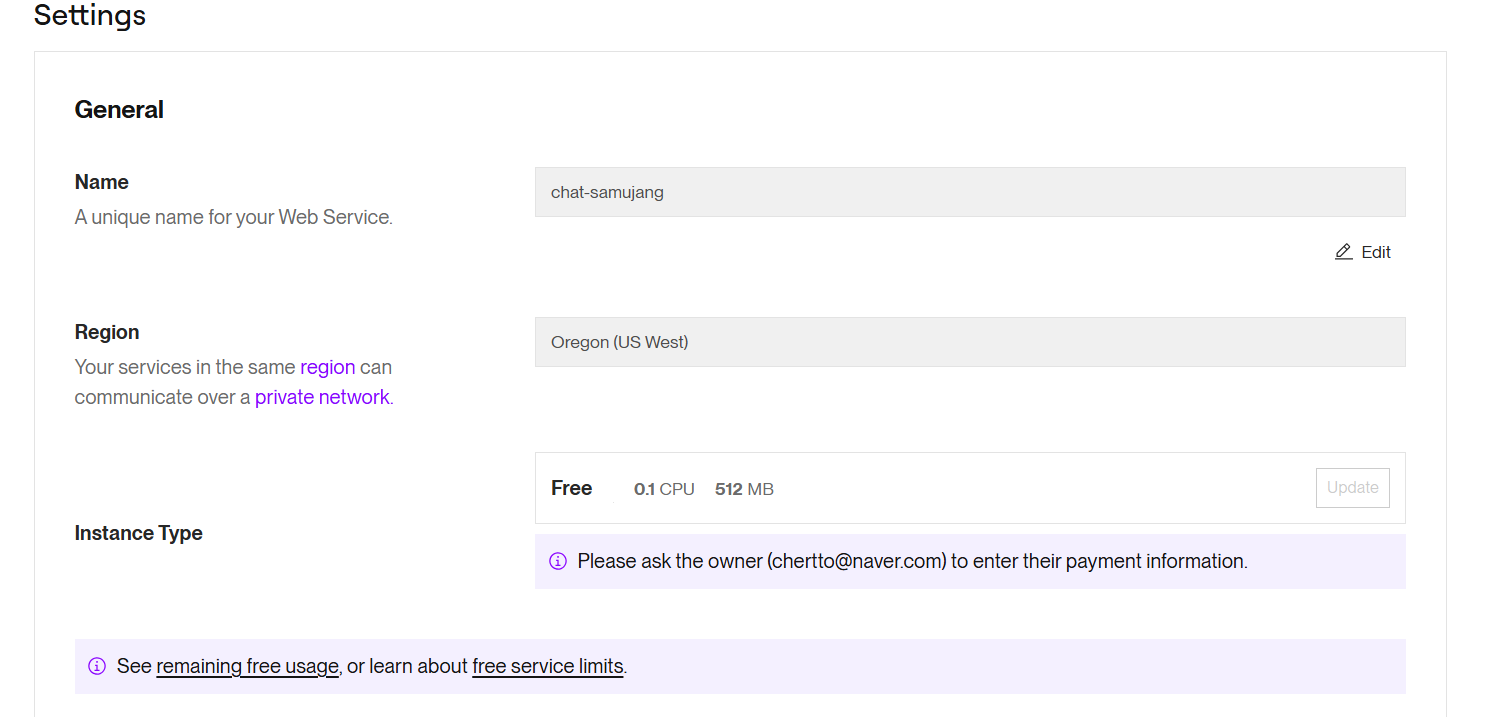 Settings
General
Name
A unique name for your Web Service.
chat-samujang
Edit
Region
Your services in the same region can
communicate over a private network.
Oregon (US West)
Instance Type
Free 0.1 CPU 512 MB
Update
Please ask the owner (chertto@naver.com) to enter their payment information.
See remaining free usage, or learn about free service limits.